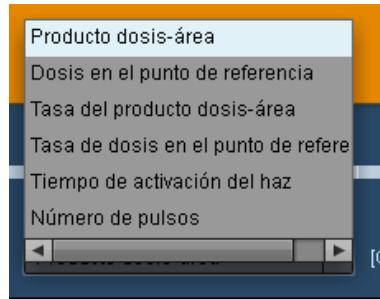 Producto dosis-área
Dosis en el punto de referencia
Tasa del producto dosis-área
Tasa de dosis en el punto de refere
Tiempo de activación del haz
Número de pulsos